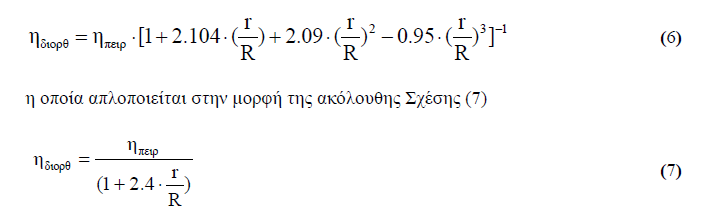 η_διορθ = η_πειρ · [1 + 2.104 · (r/R) + 2.09 · (r/R)² − 0.95 · (r/R)³]⁻¹ (6)
η οποία απλοποιείται στην μορφή της ακόλουθης Σχέσης (7)
η_διορθ = η_πειρ / (1 + 2.4 · r/R) (7)